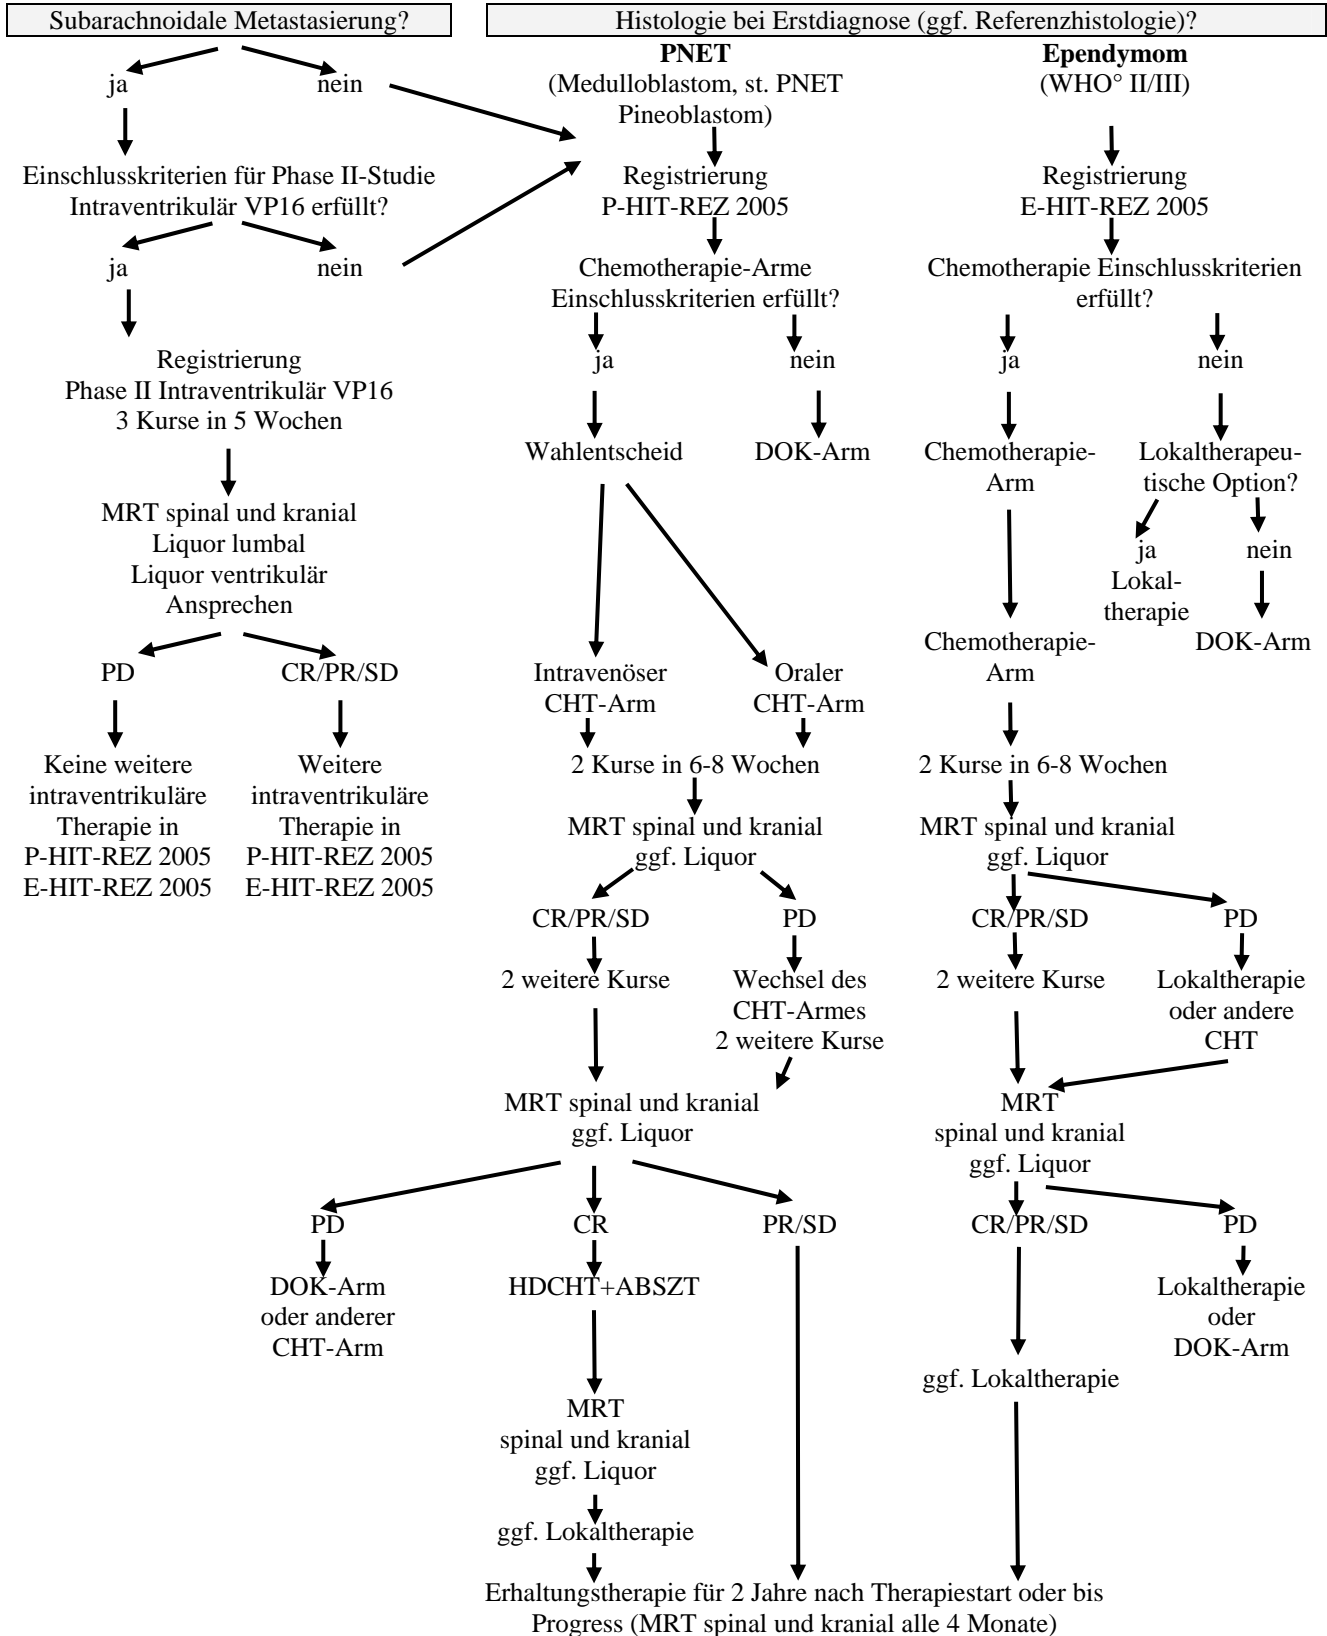 Subarachnoidale Metastasierung?
ja
nein
Einschlusskriterien für Phase II-Studie
Intraventrikulär VP16 erfüllt?
ja
nein
Registrierung
Phase II Intraventrikulär VP16
3 Kurse in 5 Wochen
MRT spinal und kranial
Liquor lumbal
Liquor ventrikulär
Ansprechen
PD
CR/PR/SD
Keine weitere
intraventrikuläre
Therapie in
P-HIT-REZ 2005
E-HIT-REZ 2005
Weitere
intraventrikuläre
Therapie in
P-HIT-REZ 2005
E-HIT-REZ 2005
Histologie bei Erstdiagnose (ggf. Referenzhistologie)?
PNET
(Medulloblastom, st. PNET
Pineoblastom)
Registrierung
P-HIT-REZ 2005
Chemotherapie-Arme
Einschlusskriterien erfüllt?
ja
nein
Wahlentscheid
DOK-Arm
Intravenöser
CHT-Arm
Oraler
CHT-Arm
2 Kurse in 6-8 Wochen
MRT spinal und kranial
ggf. Liquor
CR/PR/SD
PD
2 weitere Kurse
Wechsel des
CHT-Armes
2 weitere Kurse
MRT spinal und kranial
ggf. Liquor
PD
CR
PR/SD
DOK-Arm
oder anderer
CHT-Arm
HDCHT+ABSZT
MRT
spinal und kranial
ggf. Liquor
ggf. Lokaltherapie
Ependymom
(WHO° II/III)
Registrierung
E-HIT-REZ 2005
Chemotherapie Einschlusskriterien
erfüllt?
ja
nein
Chemotherapie-
Arm
Lokaltherapeu-
tische Option?
ja
Lokal-
therapie
nein
DOK-Arm
Chemotherapie-
Arm
2 Kurse in 6-8 Wochen
MRT spinal und kranial
ggf. Liquor
CR/PR/SD
PD
2 weitere Kurse
Lokaltherapie
oder andere
CHT
MRT
spinal und kranial
ggf. Liquor
CR/PR/SD
PD
Lokaltherapie
oder
DOK-Arm
ggf. Lokaltherapie
Erhaltungstherapie für 2 Jahre nach Therapiestart oder bis
Progress (MRT spinal und kranial alle 4 Monate)